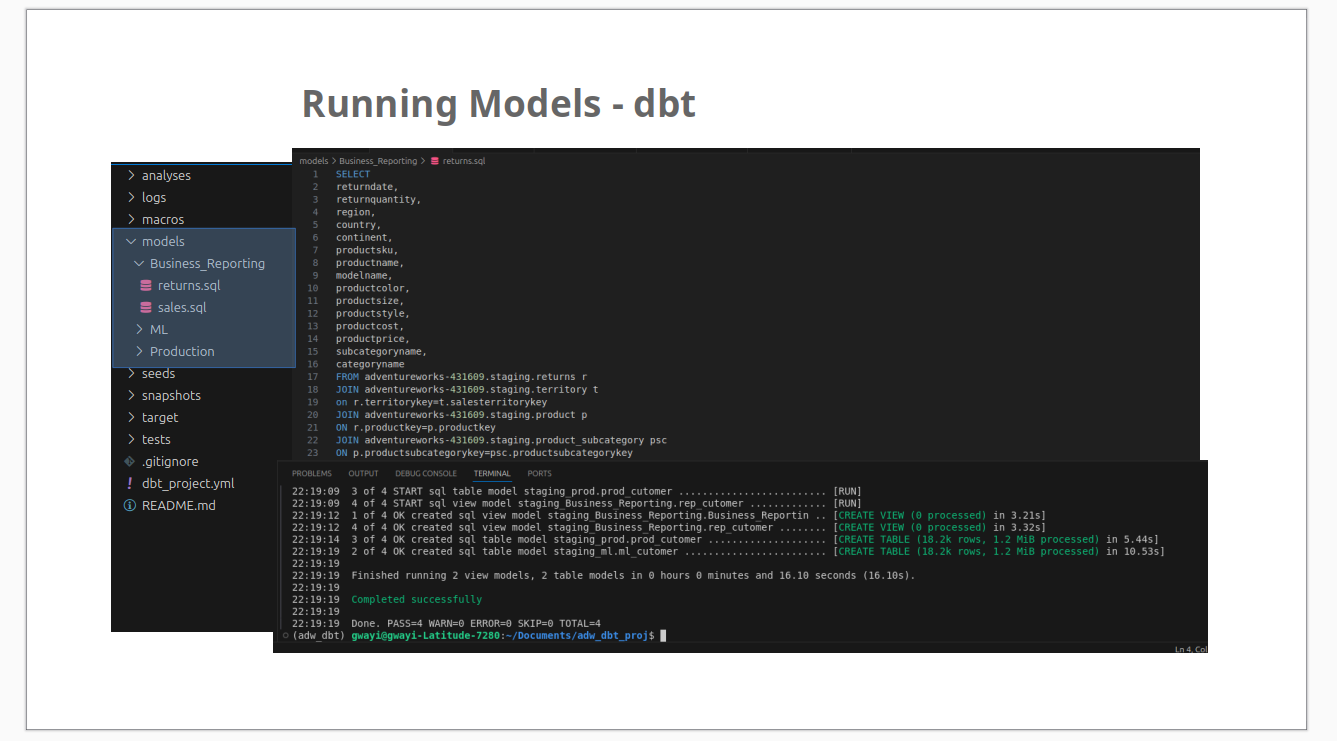 Running Models - dbt
analyses
logs
macros
models
Business_Reporting
returns.sql
sales.sql
ML
Production
seeds
snapshots
target
tests
.gitignore
dbt_project.yml
README.md
models > Business_Reporting > returns.sql
1 SELECT
2 returndate,
3 returnquantity,
4 region,
5 country,
6 continent,
7 productsku,
8 productname,
9 modelname,
10 productcolor,
11 productsize,
12 productstyle,
13 productcost,
14 productprice,
15 subcategoryname,
16 categoryname
17 FROM adventureworks-431609.staging.returns r
18 JOIN adventureworks-431609.staging.territory t
19 on r.territorykey=t.salesterritorykey
20 JOIN adventureworks-431609.staging.product p
21 ON r.productkey=p.productkey
22 JOIN adventureworks-431609.staging.product_subcategory psc
23 ON p.productsubcategorykey=psc.productsubcategorykey
PROBLEMS OUTPUT DEBUG CONSOLE TERMINAL PORTS
22:19:09 3 of 4 START sql table model staging_prod.prod_cutomer ......................... [RUN]
22:19:09 4 of 4 START sql view model staging_Business_Reporting.rep_cutomer ............. [RUN]
22:19:12 1 of 4 OK created sql view model staging_Business_Reporting.Business_Reportin .. [CREATE VIEW (0 processed) in 3.21s]
22:19:12 4 of 4 OK created sql view model staging_Business_Reporting.rep_cutomer ........ [CREATE VIEW (0 processed) in 3.32s]
22:19:14 3 of 4 OK created sql table model staging_prod.prod_cutomer .................... [CREATE TABLE (18.2k rows, 1.2 MiB processed) in 5.44s]
22:19:19 2 of 4 OK created sql table model staging_ml.ml_cutomer ........................ [CREATE TABLE (18.2k rows, 1.2 MiB processed) in 10.53s]
22:19:19
22:19:19 Finished running 2 view models, 2 table models in 0 hours 0 minutes and 16.10 seconds (16.10s).
22:19:19
22:19:19 Completed successfully
22:19:19
22:19:19 Done. PASS=4 WARN=0 ERROR=0 SKIP=0 TOTAL=4
(adw_dbt) gwayi@gwayi-Latitude-7280:~/Documents/adw_dbt_proj$
Ln 4, Col